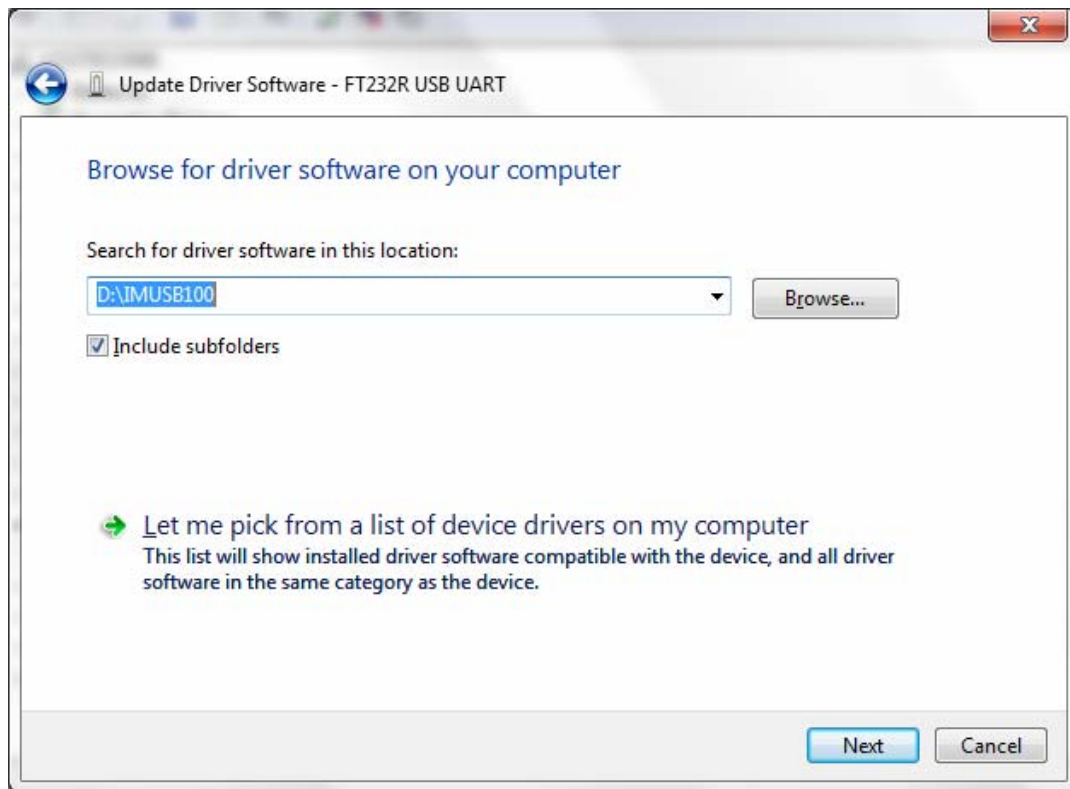 Update Driver Software - FT232R USB UART
Browse for driver software on your computer
Search for driver software in this location:
D:\IMUSB100
Browse...
Include subfolders
Let me pick from a list of device drivers on my computer
This list will show installed driver software compatible with the device, and all driver
software in the same category as the device.
Next Cancel